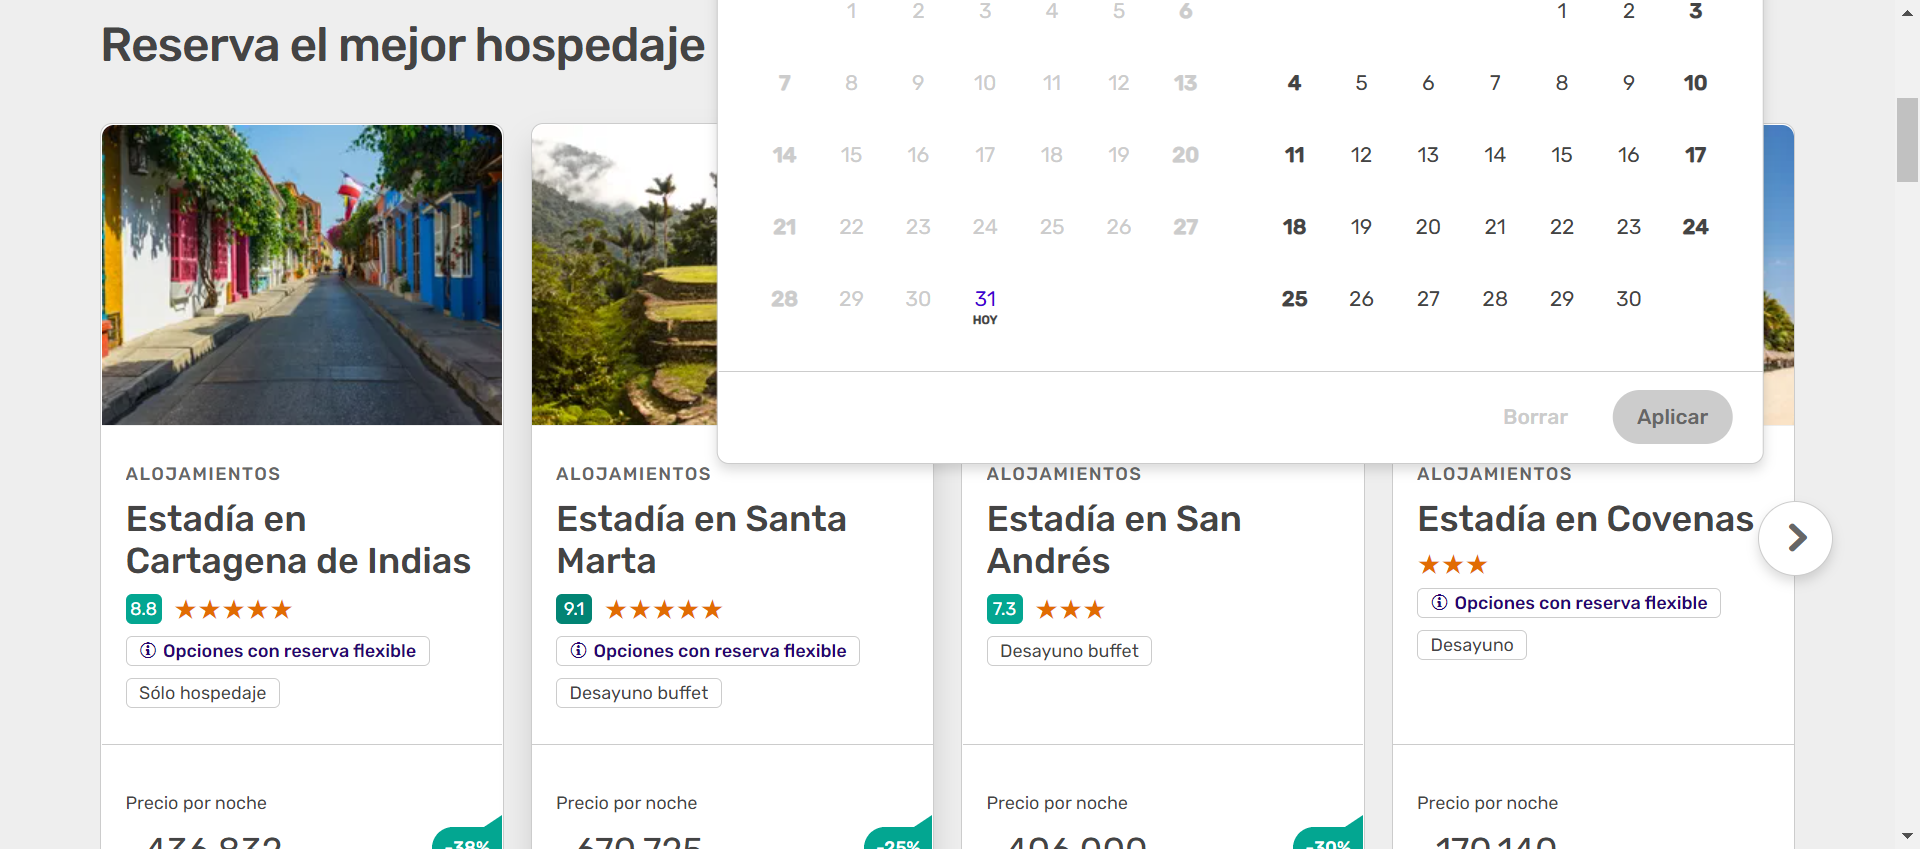 Reserva el mejor hospedaje
1 2 3 4 5 6
7 8 9 10 11 12 13
14 15 16 17 18 19 20
21 22 23 24 25 26 27
28 29 30 31
HOY
1 2 3
4 5 6 7 8 9 10
11 12 13 14 15 16 17
18 19 20 21 22 23 24
25 26 27 28 29 30
Borrar Aplicar
ALOJAMIENTOS
Estadía en
Cartagena de Indias
8.8
Opciones con reserva flexible
Sólo hospedaje
Precio por noche
436.832
-38%
ALOJAMIENTOS
Estadía en Santa
Marta
9.1
Opciones con reserva flexible
Desayuno buffet
Precio por noche
670.725
-25%
ALOJAMIENTOS
Estadía en San
Andrés
7.3
Desayuno buffet
Precio por noche
-30%
ALOJAMIENTOS
Estadía en Covenas
Opciones con reserva flexible
Desayuno
Precio por noche